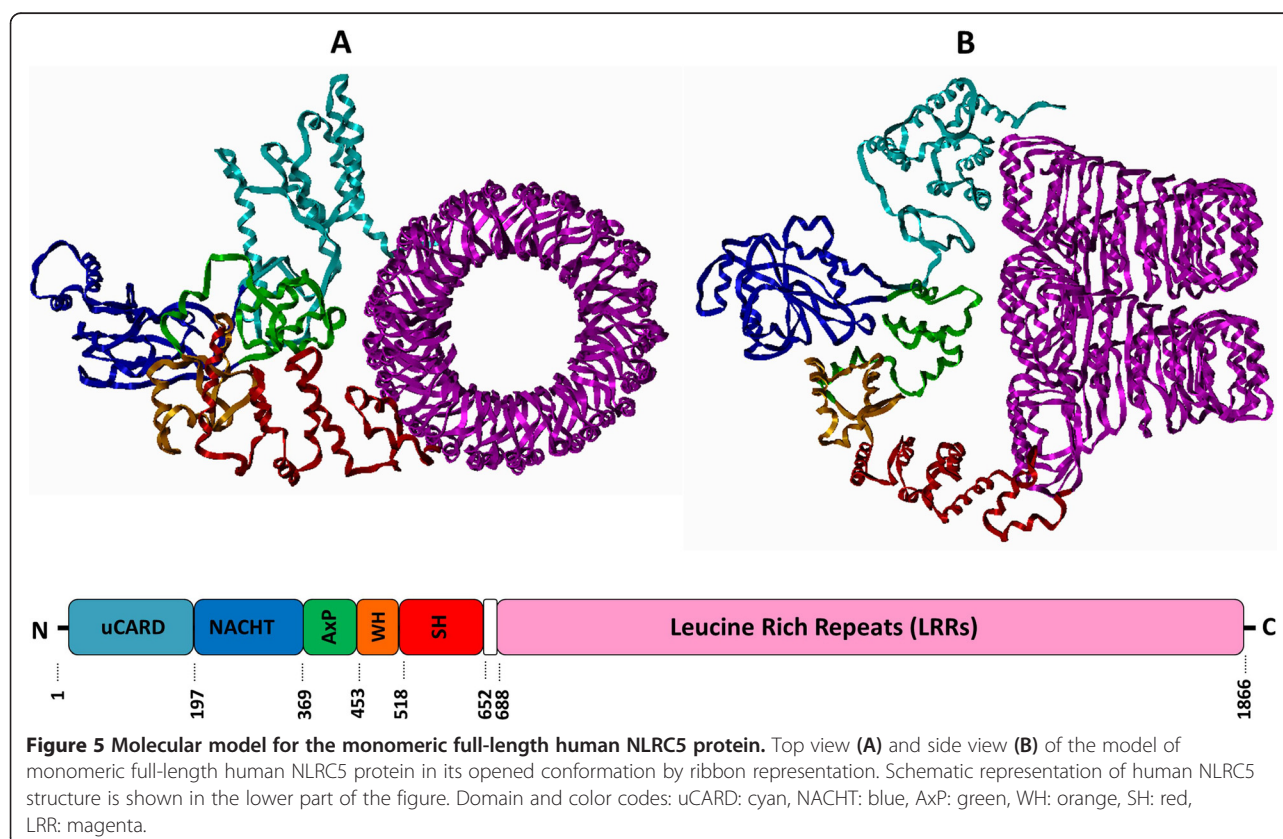 A
B
N
uCARD
NACHT
AxP
WH
SH
Leucine Rich Repeats (LRRs)
C
1
197
369
453
518
652
688
1866
Figure 5 Molecular model for the monomeric full-length human NLRC5 protein. Top view (A) and side view (B) of the model of
monomeric full-length human NLRC5 protein in its opened conformation by ribbon representation. Schematic representation of human NLRC5
structure is shown in the lower part of the figure. Domain and color codes: uCARD: cyan, NACHT: blue, AxP: green, WH: orange, SH: red,
LRR: magenta.